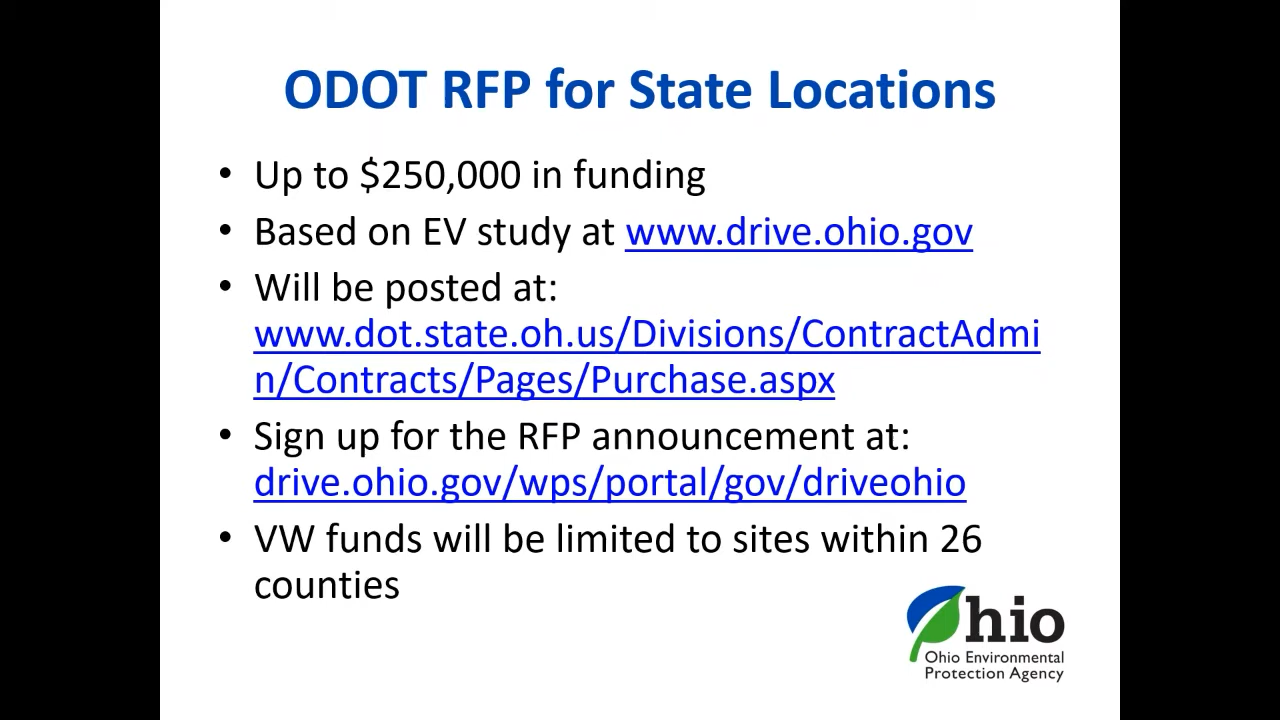 ODOT RFP for State Locations
• Up to $250,000 in funding
• Based on EV study at www.drive.ohio.gov
• Will be posted at:
www.dot.state.oh.us/Divisions/ContractAdmi
n/Contracts/Pages/Purchase.aspx
• Sign up for the RFP announcement at:
drive.ohio.gov/wps/portal/gov/driveohio
• VW funds will be limited to sites within 26
counties
Ohio
Ohio Environmental
Protection Agency